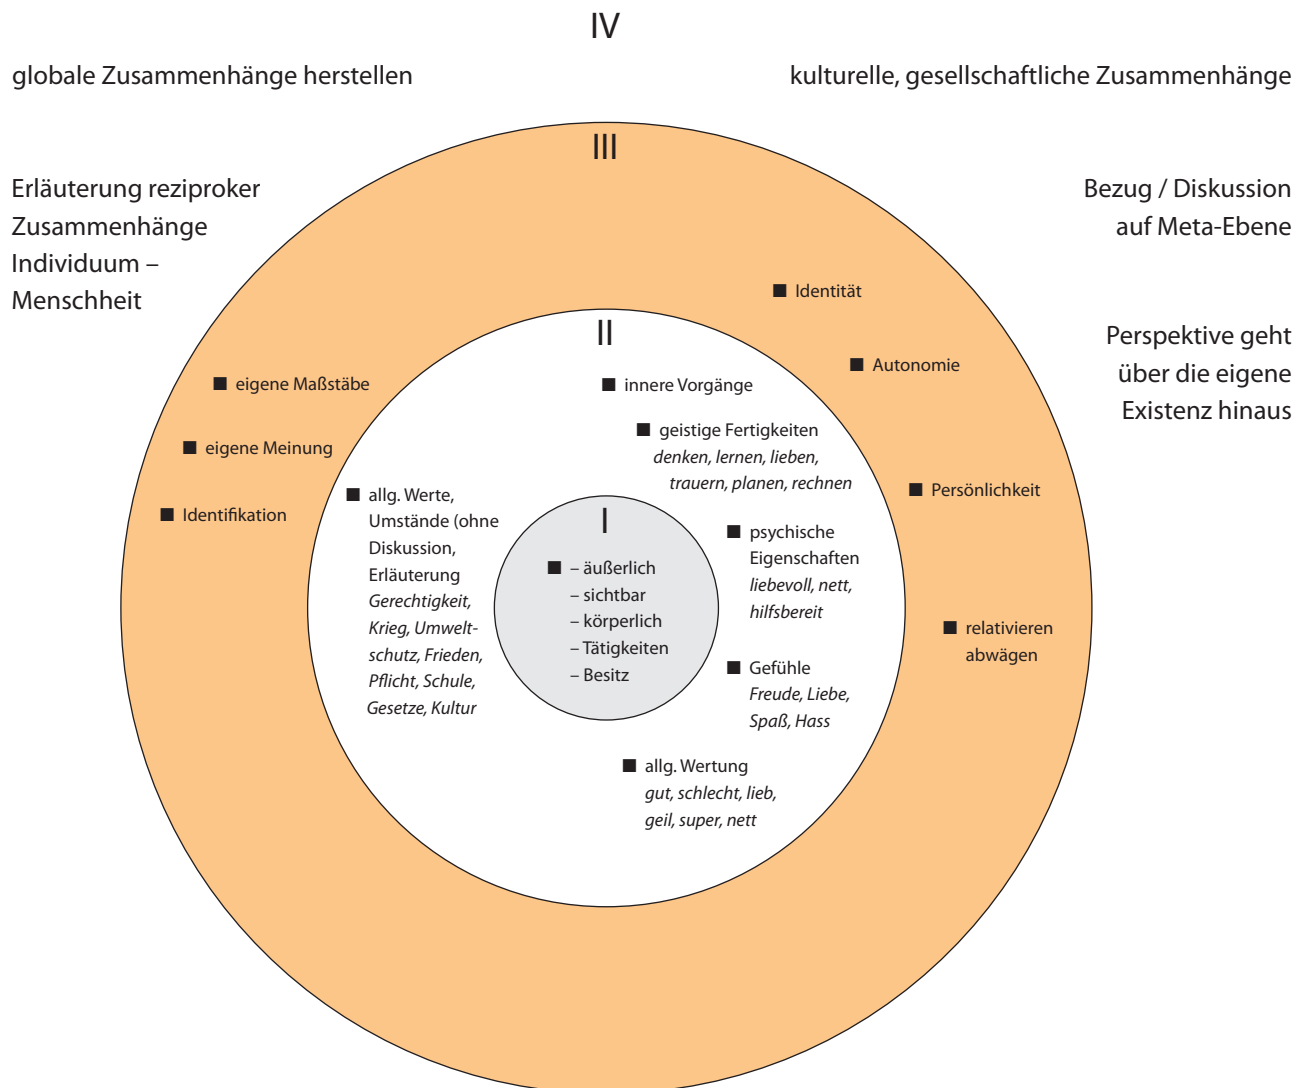 IV
globale Zusammenhänge herstellen
kulturelle, gesellschaftliche Zusammenhänge
III
Erläuterung reziproker
Zusammenhänge
Individuum –
Menschheit
Bezug / Diskussion
auf Meta-Ebene
Perspektive geht
über die eigene
Existenz hinaus
■ Identität
■ Autonomie
■ Persönlichkeit
■ relativieren
abwägen
■ eigene Maßstäbe
■ eigene Meinung
■ Identifikation
II
■ innere Vorgänge
■ geistige Fertigkeiten
denken, lernen, lieben,
trauern, planen, rechnen
■ allg. Werte,
Umstände (ohne
Diskussion,
Erläuterung
Gerechtigkeit,
Krieg, Umwelt-
schutz, Frieden,
Pflicht, Schule,
Gesetze, Kultur
■ psychische
Eigenschaften
liebevoll, nett,
hilfsbereit
■ Gefühle
Freude, Liebe,
Spaß, Hass
■ allg. Wertung
gut, schlecht, lieb,
geil, super, nett
I
■ – äußerlich
– sichtbar
– körperlich
– Tätigkeiten
– Besitz